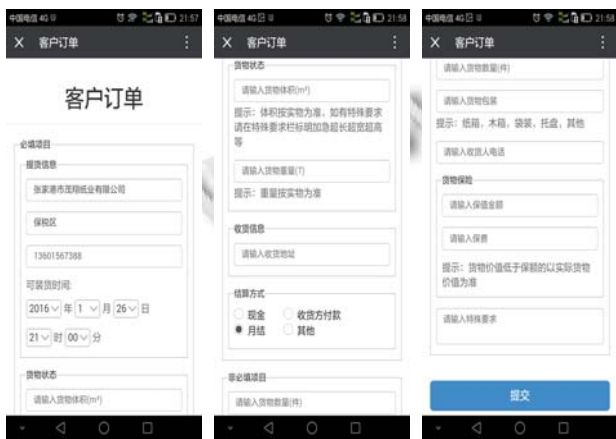 中国电信 4G 21:57
客户订单
客户订单
必填项目
提货信息
张家港市茂翔纸业有限公司
保税区
13601567388
可装货时间:
2016 年 1 月 26 日
21 时 00 分
货物状态
请输入货物体积(m³)
中国电信 4G 21:58
客户订单
货物状态
请输入货物体积(m³)
提示：体积按实物为准，如有特殊要求
请在特殊要求栏标明加急超长超宽超高
等
请输入货物重量(T)
提示：重量按实物为准
收货信息
请输入收货地址
结算方式
现金 收货方付款
月结 其他
非必填项目
请输入货物数量(件)
中国电信 4G 21:58
客户订单
请输入货物数量(件)
请输入货物包装
提示：纸箱，木箱，袋装，托盘，其他
请输入收货人电话
货物保险
请输入保值金额
请输入保费
提示：货物价值低于保额的以实际货物
价值为准
请输入特殊要求
提交